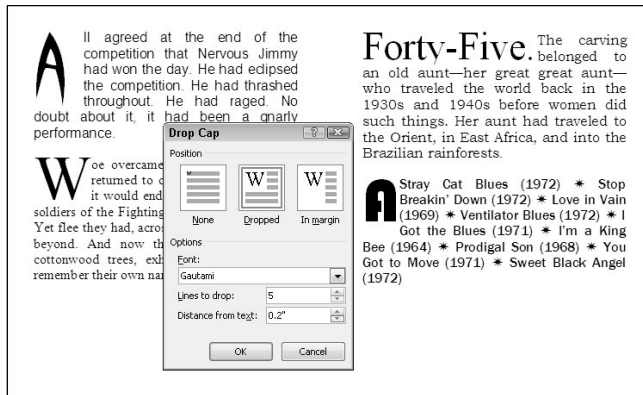 All agreed at the end of the
competition that Nervous Jimmy
had won the day. He had eclipsed
the competition. He had thrashed
throughout. He had raged. No
doubt about it, it had been a gnarly
performance.
Woe overcame
returned to
it would end
soldiers of the Fighting
Yet flee they had,
beyond. And now
cottonwood trees,
remember their own
Drop Cap
Position
W
W
W
None Dropped In margin
Options
Font:
Gautami
Lines to drop: 5
Distance from text: 0.2"
OK Cancel
Forty-Five. The carving
belonged to
an old aunt—her great great aunt—
who traveled the world back in the
1930s and 1940s before women did
such things. Her aunt had traveled to
the Orient, in East Africa, and into the
Brazilian rainforests.
A Stray Cat Blues (1972) ✴ Stop
Breakin' Down (1972) ✴ Love in Vain
(1969) ✴ Ventilator Blues (1972) ✴ I
Got the Blues (1971) ✴ I'm a King
Bee (1964) ✴ Prodigal Son (1968) ✴ You
Got to Move (1971) ✴ Sweet Black Angel
(1972)